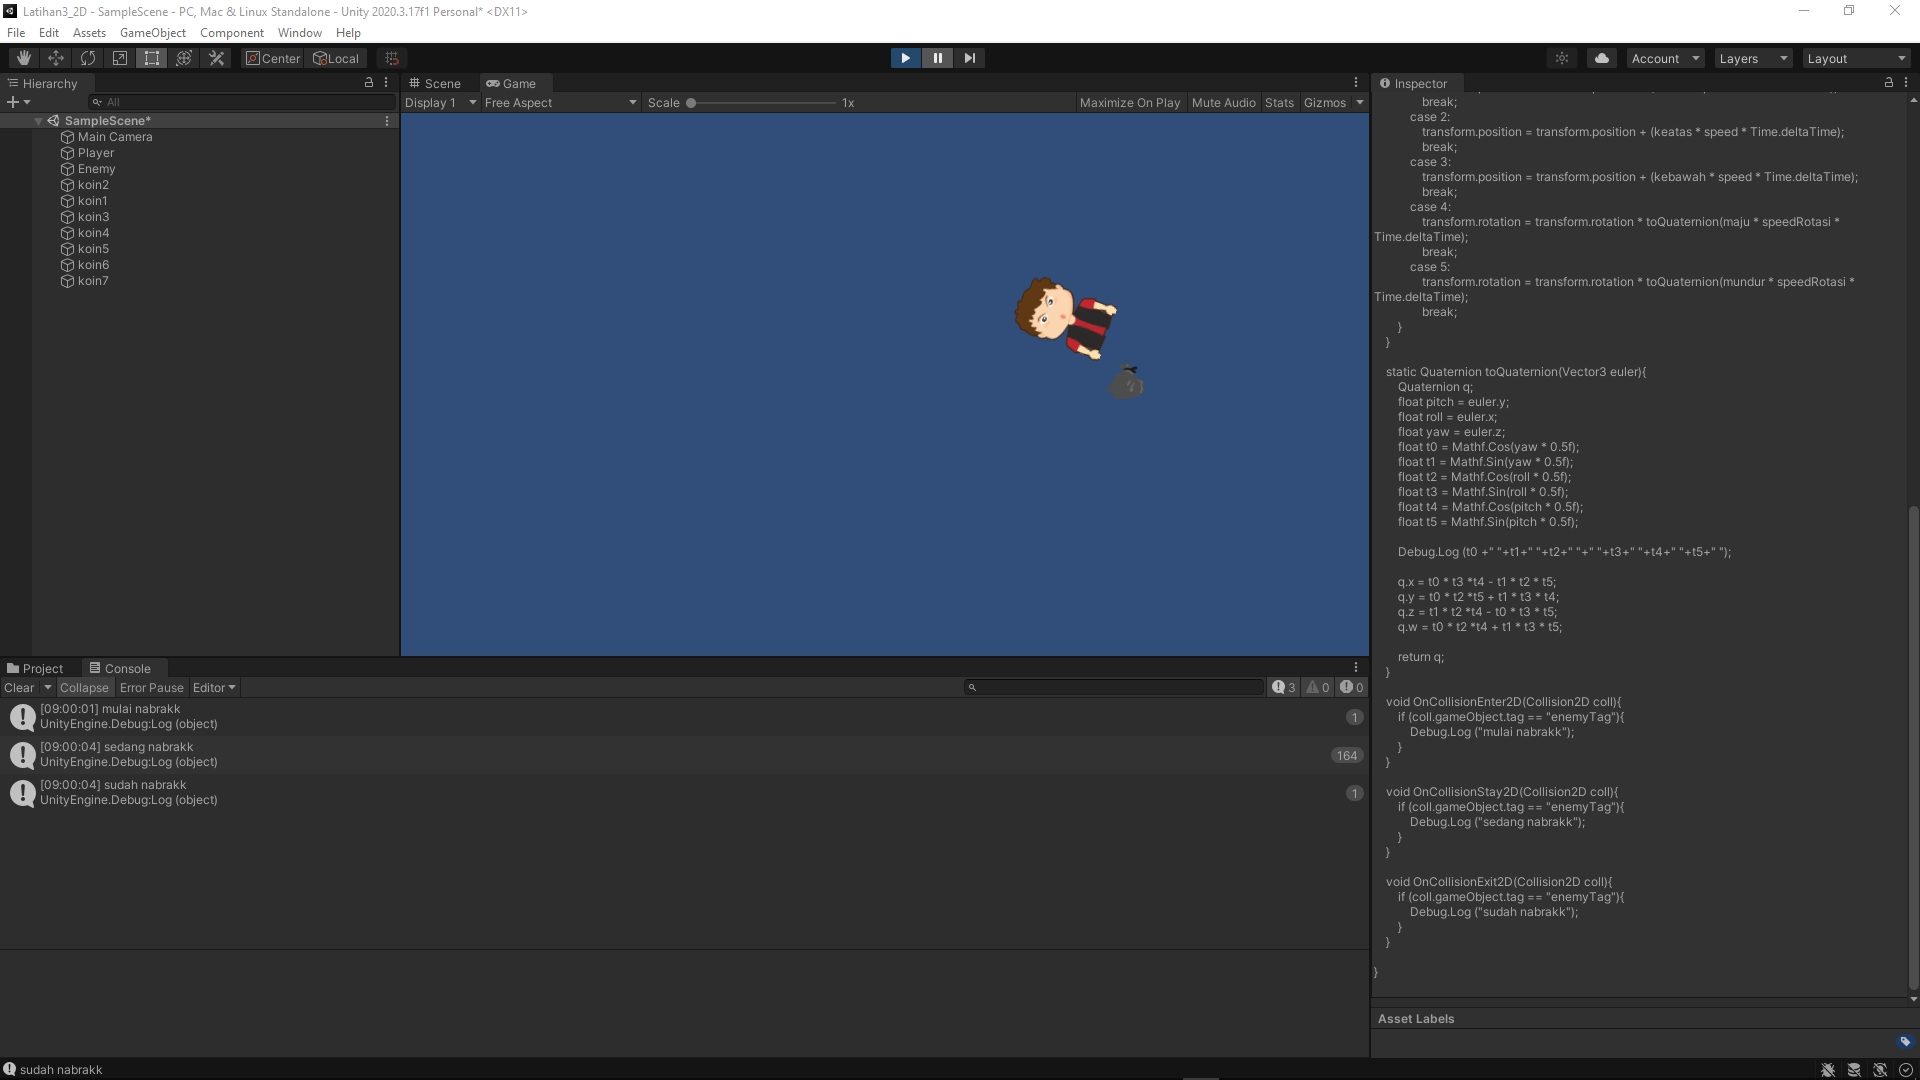 Latihan3_2D - SampleScene - PC, Mac & Linux Standalone - Unity 2020.3.17f1 Personal* <DX11>
File Edit Assets GameObject Component Window Help
Center Local Account Layers Layout
Hierarchy
All
SampleScene*
Main Camera
Player
Enemy
koin2
koin1
koin3
koin4
koin5
koin6
koin7
Scene Game
Display 1 Free Aspect Scale 1x Maximize On Play Mute Audio Stats Gizmos
Project Console
Clear Collapse Error Pause Editor 3 0 0
[09:00:01] mulai nabrakk
UnityEngine.Debug:Log (object)
1
[09:00:04] sedang nabrakk
UnityEngine.Debug:Log (object)
164
[09:00:04] sudah nabrakk
UnityEngine.Debug:Log (object)
1
Inspector
break;
case 2:
transform.position = transform.position + (keatas * speed * Time.deltaTime);
break;
case 3:
transform.position = transform.position + (kebawah * speed * Time.deltaTime);
break;
case 4:
transform.rotation = transform.rotation * toQuaternion(maju * speedRotasi *
Time.deltaTime);
break;
case 5:
transform.rotation = transform.rotation * toQuaternion(mundur * speedRotasi *
Time.deltaTime);
break;
}
}
static Quaternion toQuaternion(Vector3 euler){
Quaternion q;
float pitch = euler.y;
float roll = euler.x;
float yaw = euler.z;
float t0 = Mathf.Cos(yaw * 0.5f);
float t1 = Mathf.Sin(yaw * 0.5f);
float t2 = Mathf.Cos(roll * 0.5f);
float t3 = Mathf.Sin(roll * 0.5f);
float t4 = Mathf.Cos(pitch * 0.5f);
float t5 = Mathf.Sin(pitch * 0.5f);
Debug.Log (t0 +" "+t1+" "+t2+" "+" "+t3+" "+t4+" "+t5+" ");
q.x = t0 * t3 *t4 - t1 * t2 * t5;
q.y = t0 * t2 *t5 + t1 * t3 * t4;
q.z = t1 * t2 *t4 - t0 * t3 * t5;
q.w = t0 * t2 *t4 + t1 * t3 * t5;
return q;
}
void OnCollisionEnter2D(Collision2D coll){
if (coll.gameObject.tag == "enemyTag"){
Debug.Log ("mulai nabrakk");
}
}
void OnCollisionStay2D(Collision2D coll){
if (coll.gameObject.tag == "enemyTag"){
Debug.Log ("sedang nabrakk");
}
}
void OnCollisionExit2D(Collision2D coll){
if (coll.gameObject.tag == "enemyTag"){
Debug.Log ("sudah nabrakk");
}
}
}
Asset Labels
sudah nabrakk